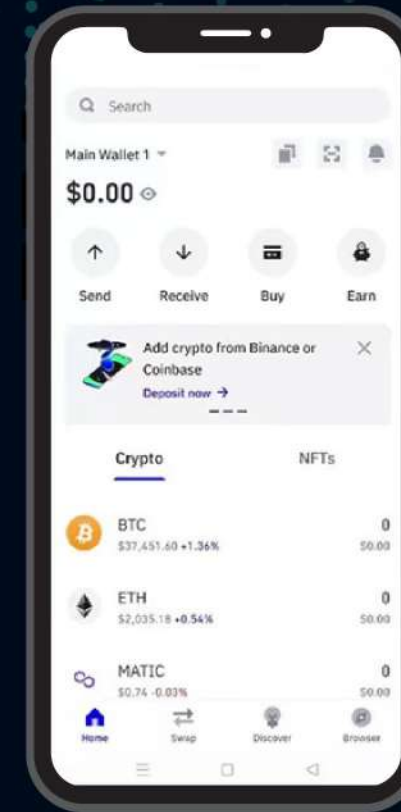 Search
Main Wallet 1
$0.00
Send Receive Buy Earn
Add crypto from Binance or
Coinbase
Deposit now →
Crypto NFTs
BTC 0
$37,451.60 +1.36% $0.00
ETH 0
$2,035.18 +0.54% $0.00
MATIC 0
$0.74 -0.03% $0.00
Home Swap Discover Browser